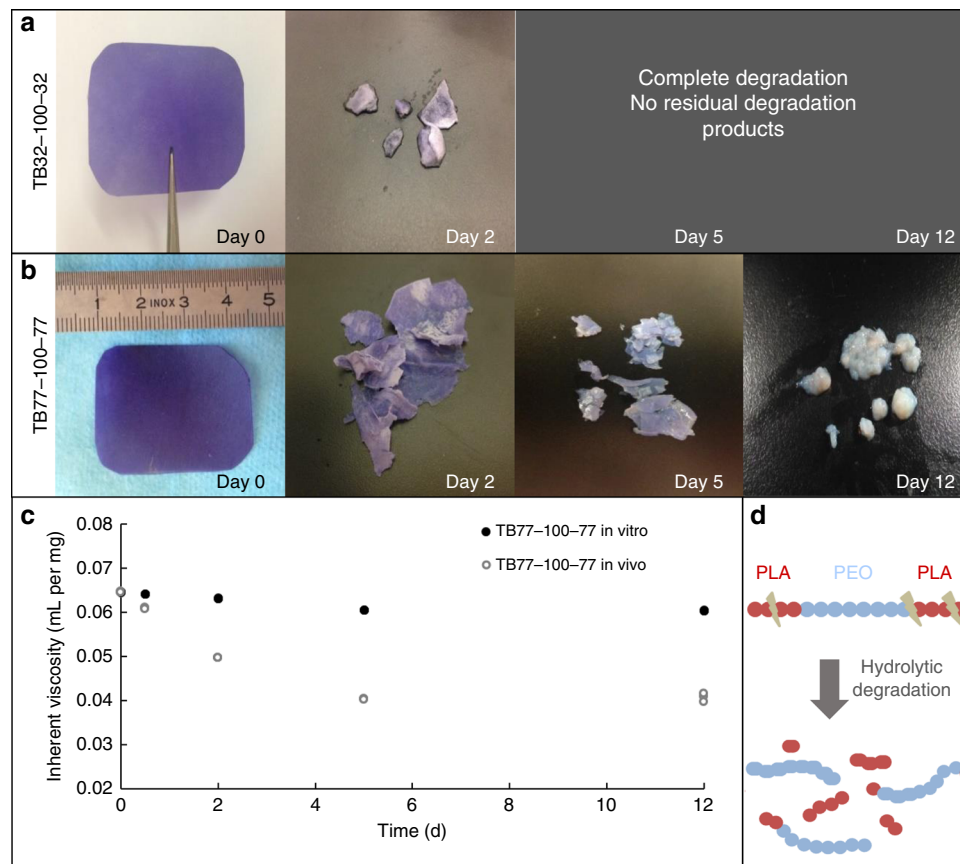 a
TB32–100–32
Day 0
Day 2
Complete degradation
No residual degradation
products
Day 5
Day 12
b
TB77–100–77
1 2 INOX 3 4 5
Day 0
Day 2
Day 5
Day 12
c
Inherent viscosity (mL per mg)
0.08
0.07
0.06
0.05
0.04
0.03
0.02
0 2 4 6 8 10 12
Time (d)
TB77–100–77 in vitro
TB77–100–77 in vivo
d
PLA PEO PLA
Hydrolytic
degradation